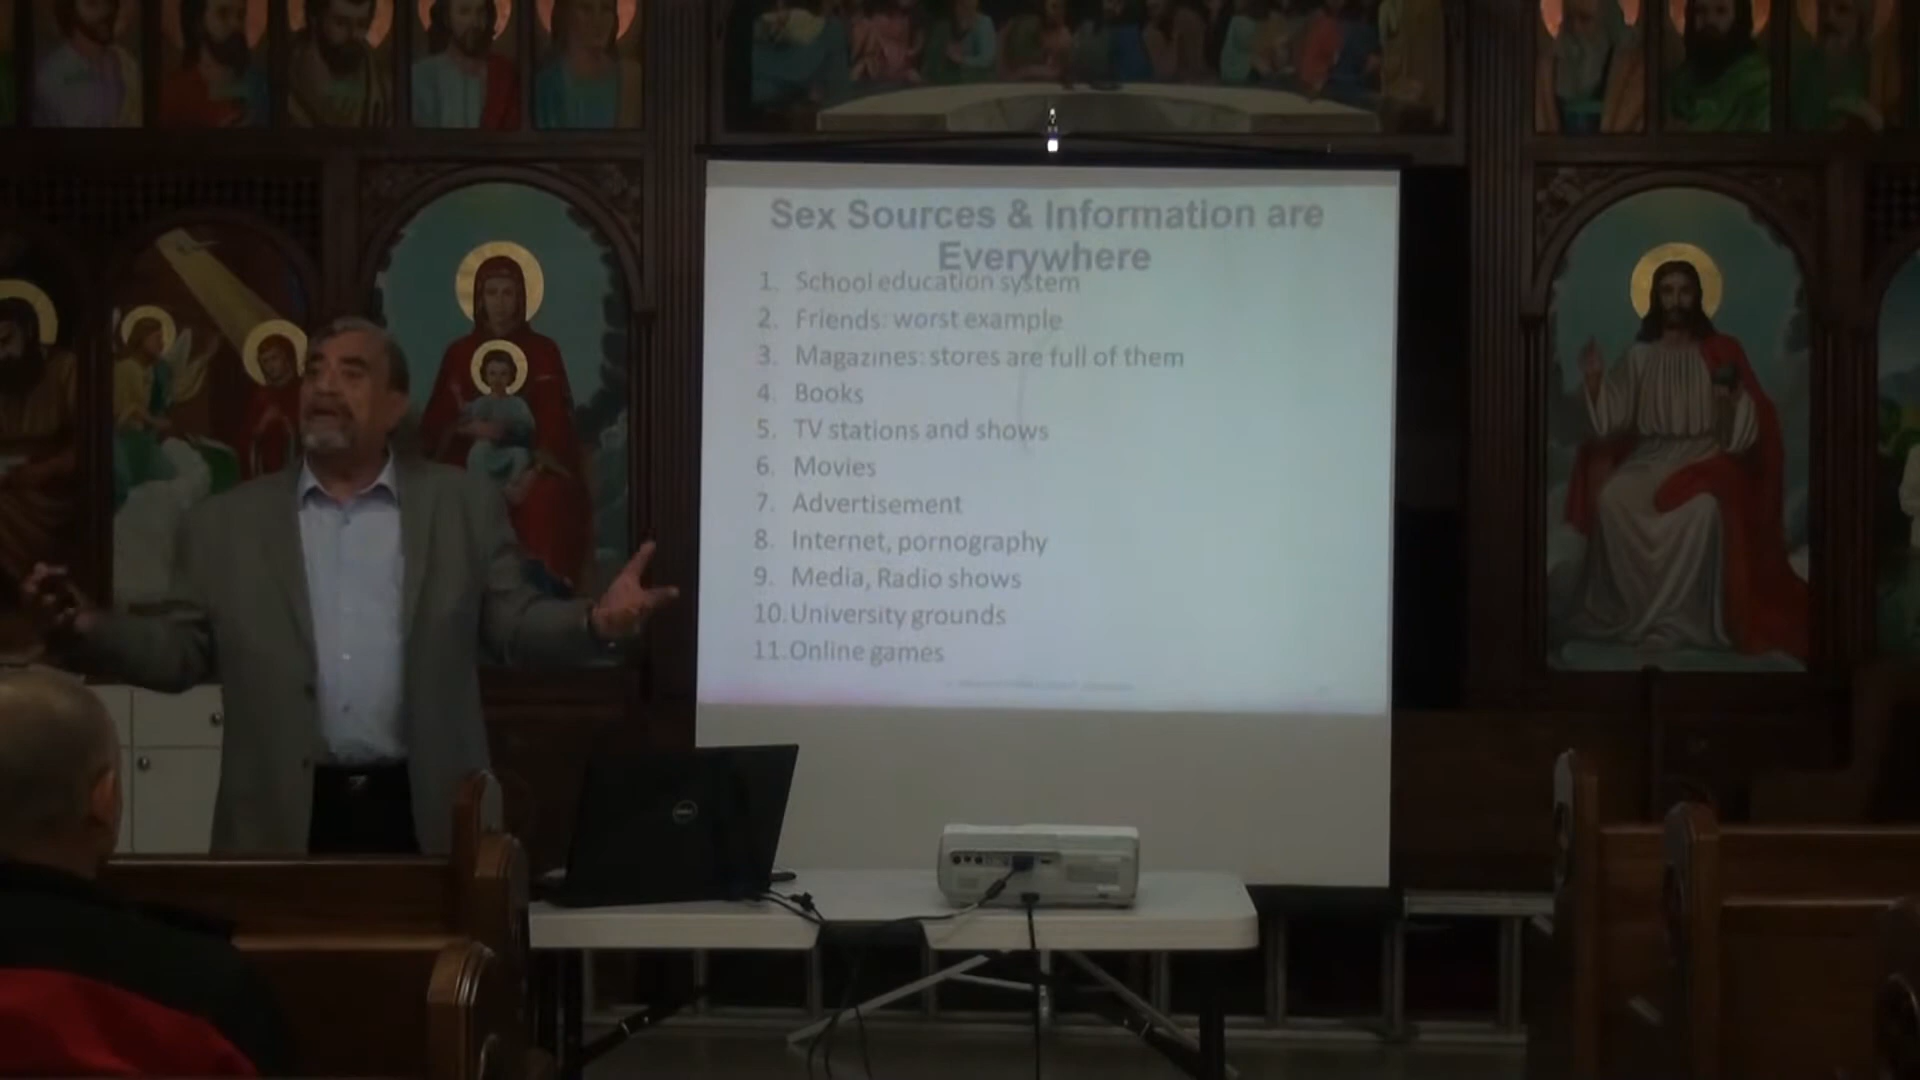 Sex Sources & Information are
Everywhere
1. School education system
2. Friends: worst example
3. Magazines: stores are full of them
4. Books
5. TV stations and shows
6. Movies
7. Advertisement
8. Internet, pornography
9. Media, Radio shows
10. University grounds
11. Online games
DELL